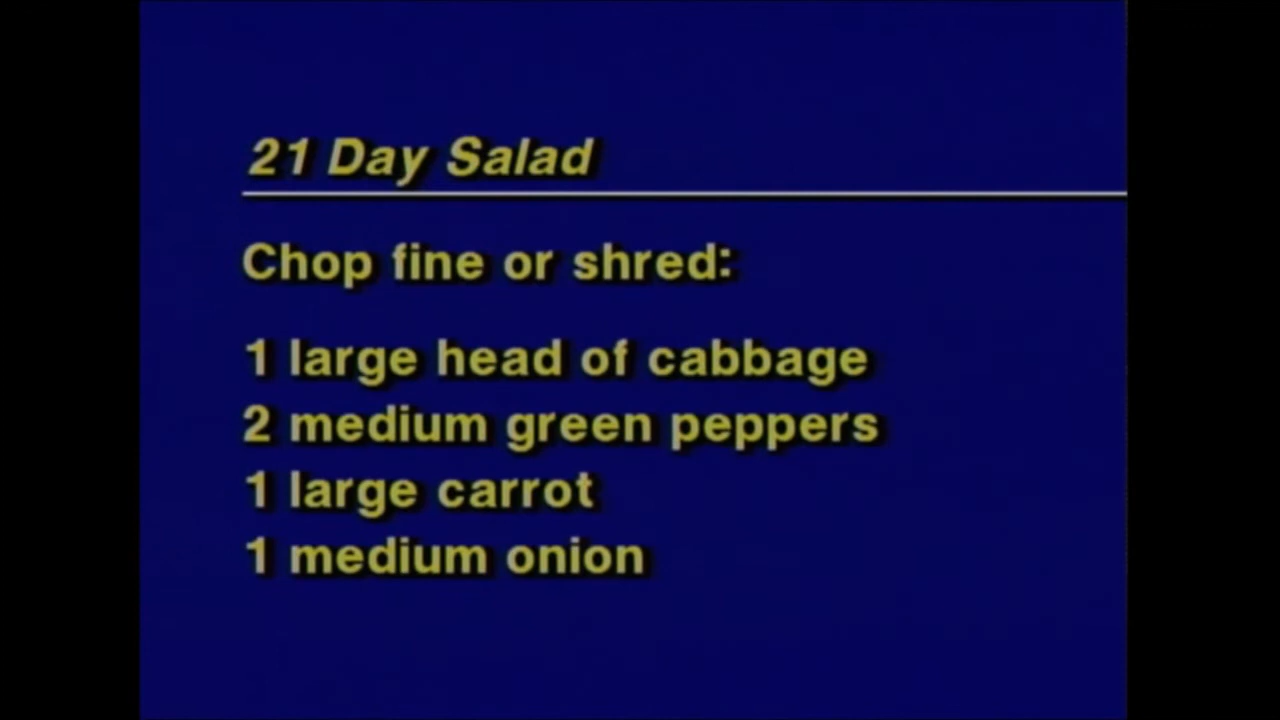 21 Day Salad
Chop fine or shred:
1 large head of cabbage
2 medium green peppers
1 large carrot
1 medium onion